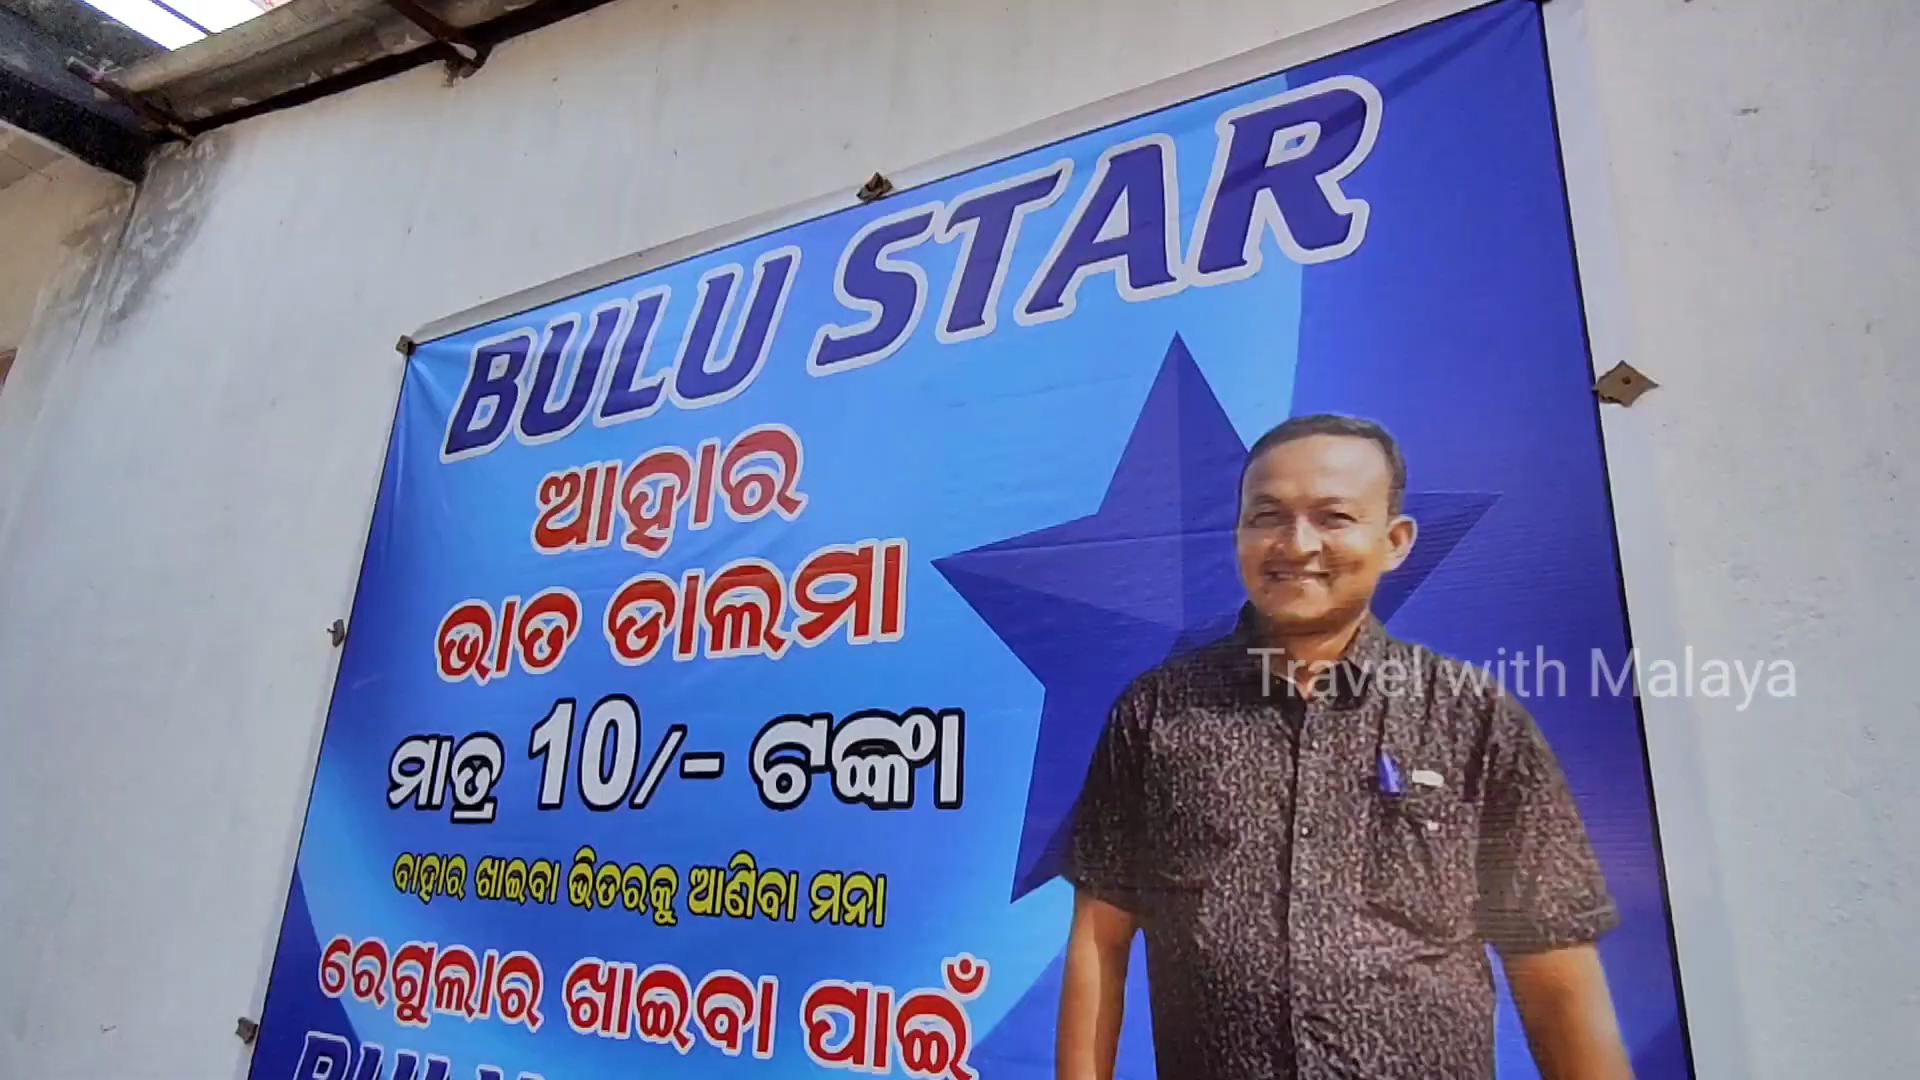 BULU STAR
ଆହାର
ଭାତ ଡାଲମା
ମାତ୍ର 10/- ଟଙ୍କା
ବାହାର ଖାଇବା ଭିତରକୁ ଆଣିବା ମନା
ରେଗୁଲାର ଖାଇବା ପାଇଁ
Travel with Malaya